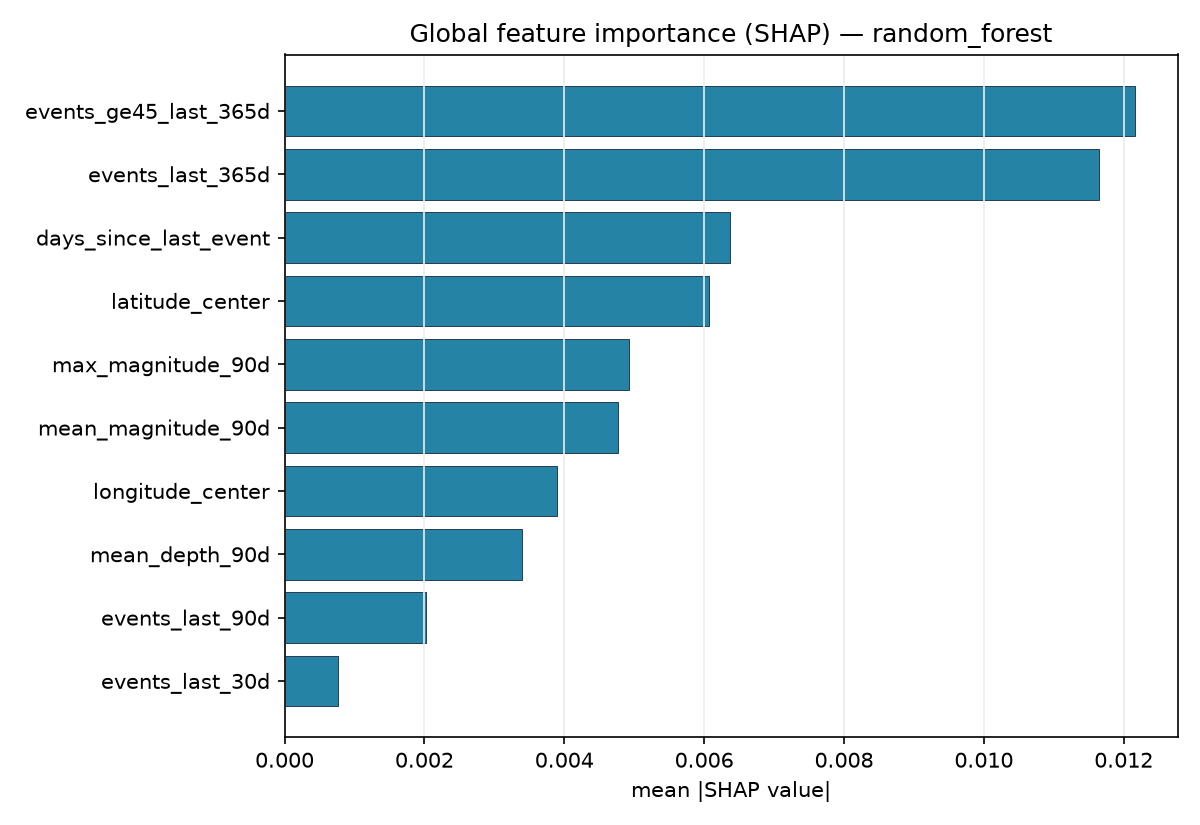 Global feature importance (SHAP) — random_forest
events_ge45_last_365d
events_last_365d
days_since_last_event
latitude_center
max_magnitude_90d
mean_magnitude_90d
longitude_center
mean_depth_90d
events_last_90d
events_last_30d
0.000 0.002 0.004 0.006 0.008 0.010 0.012
mean |SHAP value|